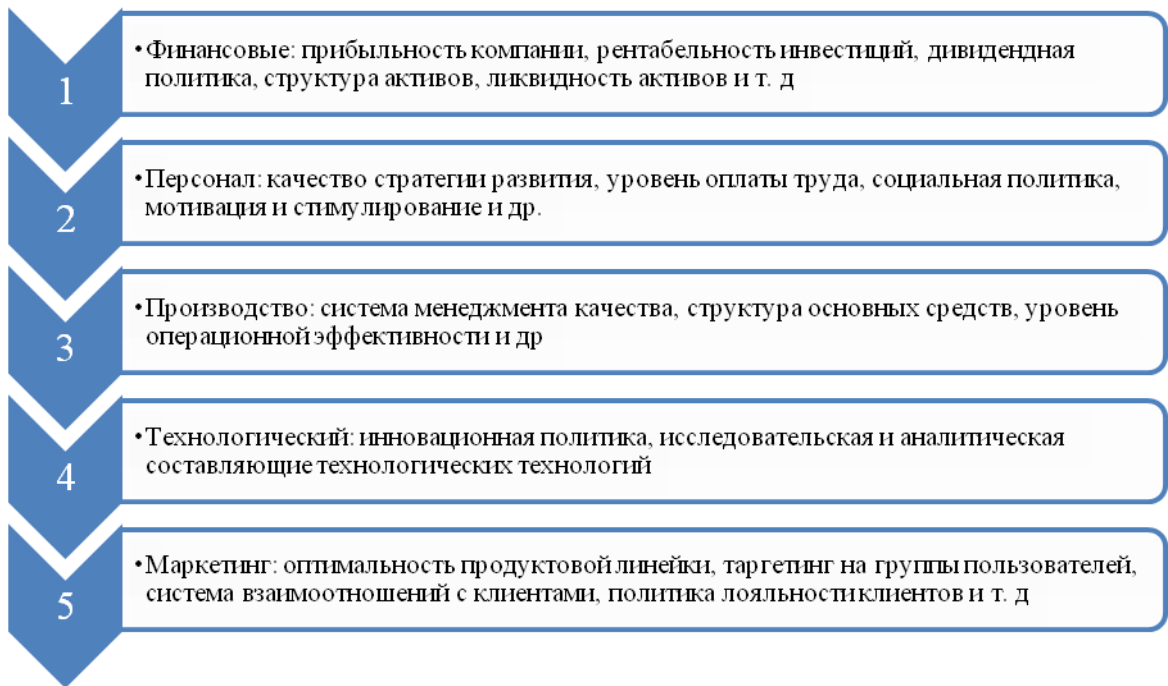 1
•Финансовые: прибыльность компании, рентабельность инвестиций, дивидендная
политика, структура активов, ликвидность активов и т. д
2
•Персонал: качество стратегии развития, уровень оплаты труда, социальная политика,
мотивация и стимулирование и др.
3
•Производство: система менеджмента качества, структура основных средств, уровень
операционной эффективности и др
4
•Технологический: инновационная политика, исследовательская и аналитическая
составляющие технологических технологий
5
•Маркетинг: оптимальность продуктовой линейки, таргетинг на группы пользователей,
система взаимоотношений с клиентами, политика лояльности клиентов и т. д